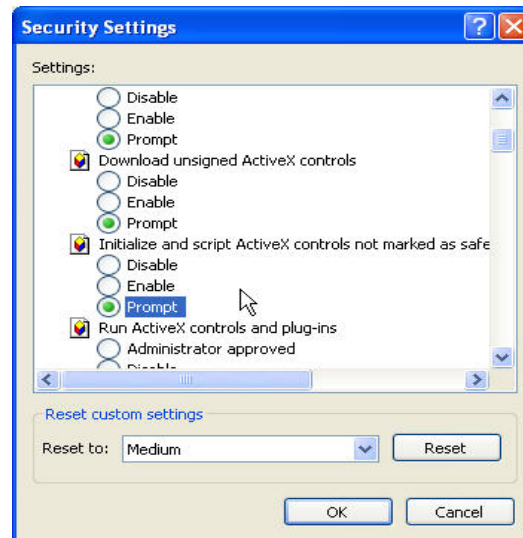 Security Settings
Settings:
Disable
Enable
Prompt
Download unsigned ActiveX controls
Disable
Enable
Prompt
Initialize and script ActiveX controls not marked as safe
Disable
Enable
Prompt
Run ActiveX controls and plug-ins
Administrator approved
Disable
Reset custom settings
Reset to: Medium Reset
OK Cancel